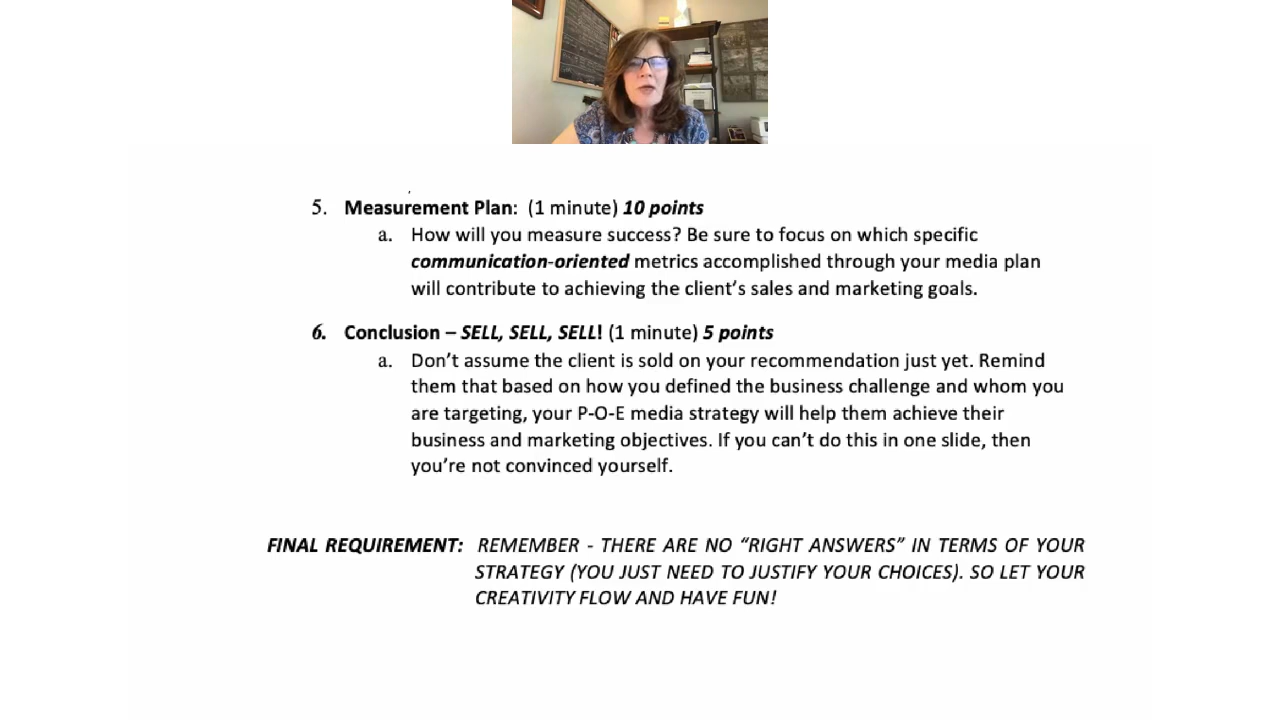 5. Measurement Plan: (1 minute) 10 points
a. How will you measure success? Be sure to focus on which specific
communication-oriented metrics accomplished through your media plan
will contribute to achieving the client's sales and marketing goals.
6. Conclusion – SELL, SELL, SELL! (1 minute) 5 points
a. Don't assume the client is sold on your recommendation just yet. Remind
them that based on how you defined the business challenge and whom you
are targeting, your P-O-E media strategy will help them achieve their
business and marketing objectives. If you can't do this in one slide, then
you're not convinced yourself.
FINAL REQUIREMENT: REMEMBER - THERE ARE NO “RIGHT ANSWERS” IN TERMS OF YOUR
STRATEGY (YOU JUST NEED TO JUSTIFY YOUR CHOICES). SO LET YOUR
CREATIVITY FLOW AND HAVE FUN!